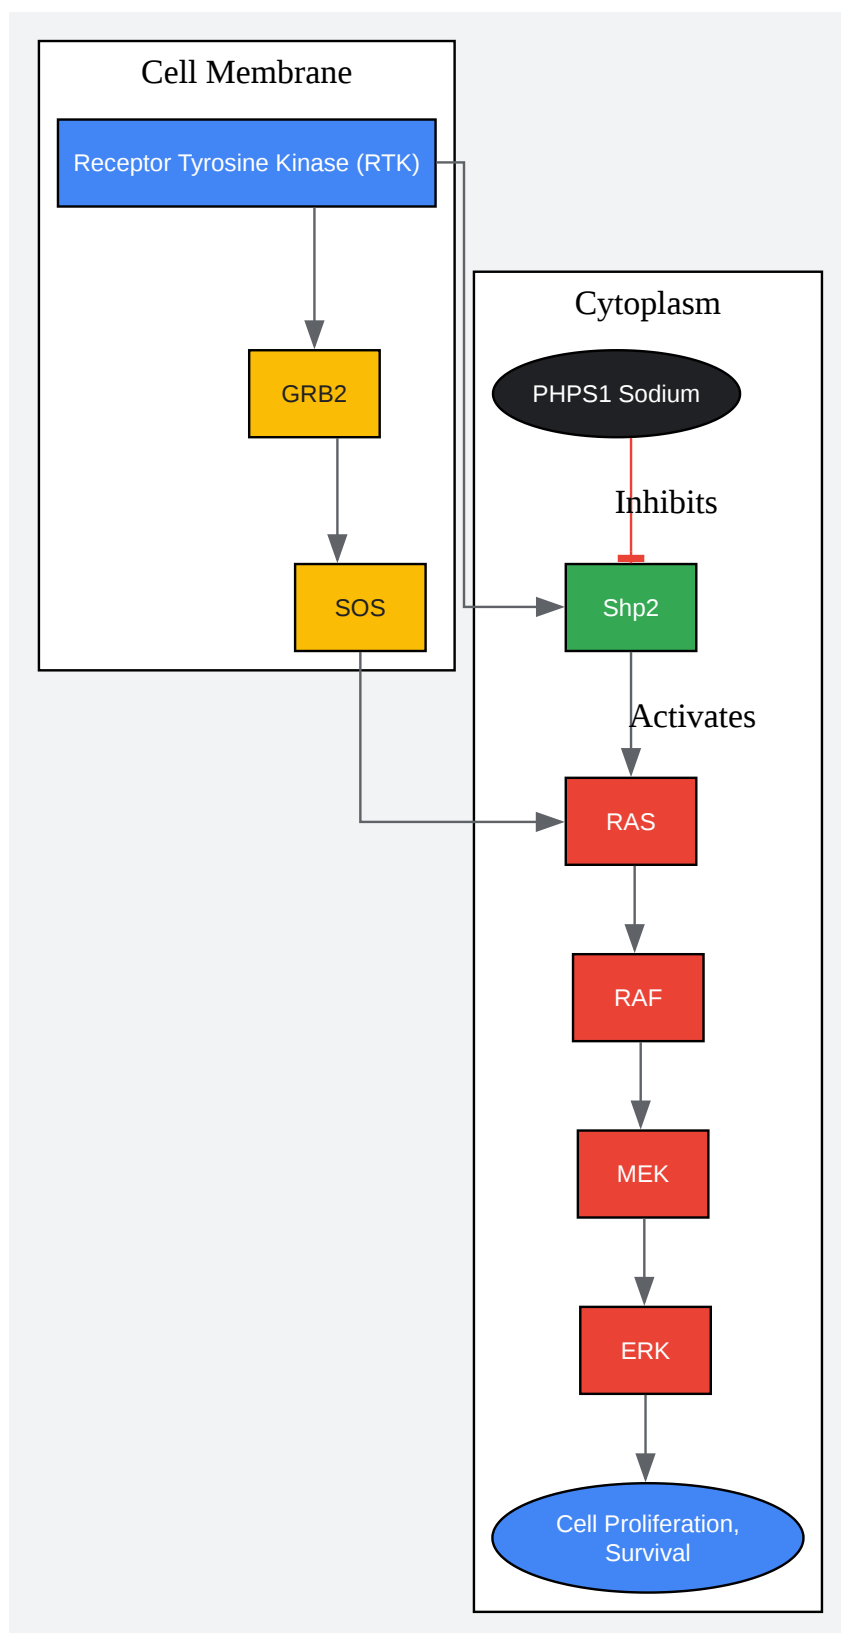 Cell Membrane
Receptor Tyrosine Kinase (RTK)
GRB2
SOS
Cytoplasm
PHPS1 Sodium
Inhibits
Shp2
Activates
RAS
RAF
MEK
ERK
Cell Proliferation,
Survival